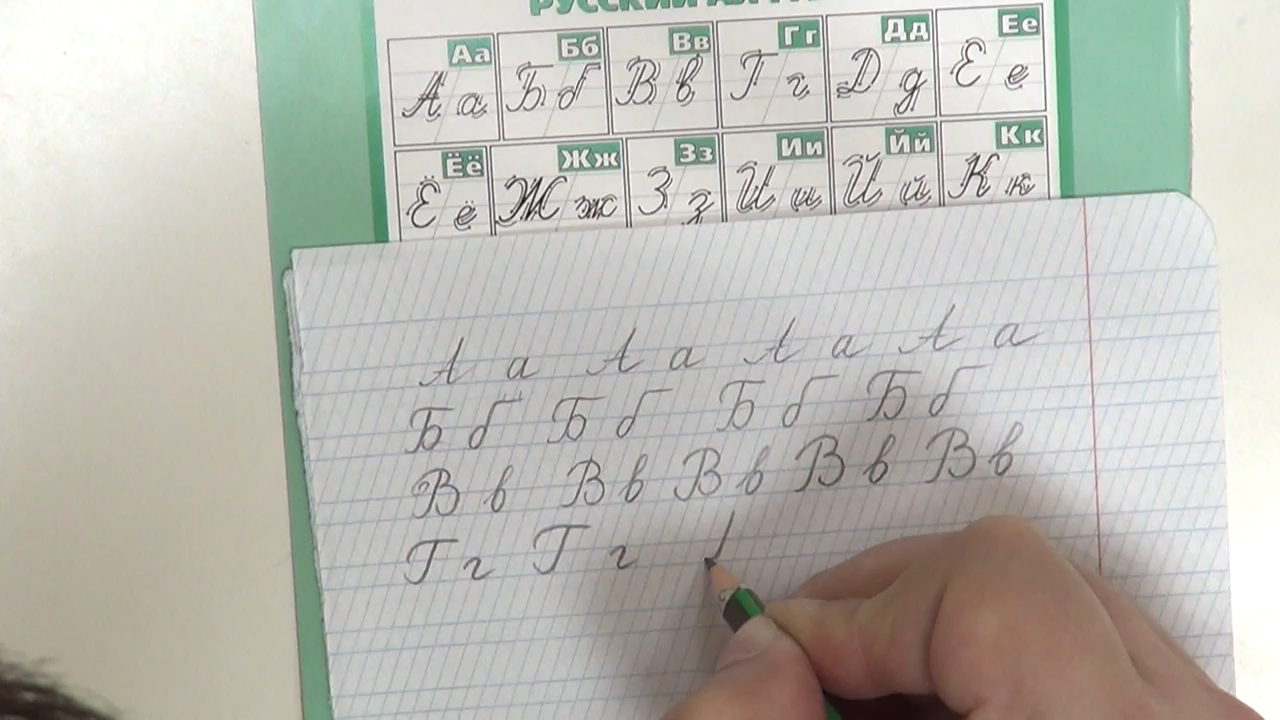 Аа Бб Вв Гг Дд Ее
А а Б б В в Г г Д д Е е
Ёё Жж Зз Ии Йй Кк
Ё ё Ж ж З з И и Й й К к
А а А а А а А а
Б б Б б Б б Б б
В в В в В в В в В в
Г г Г г